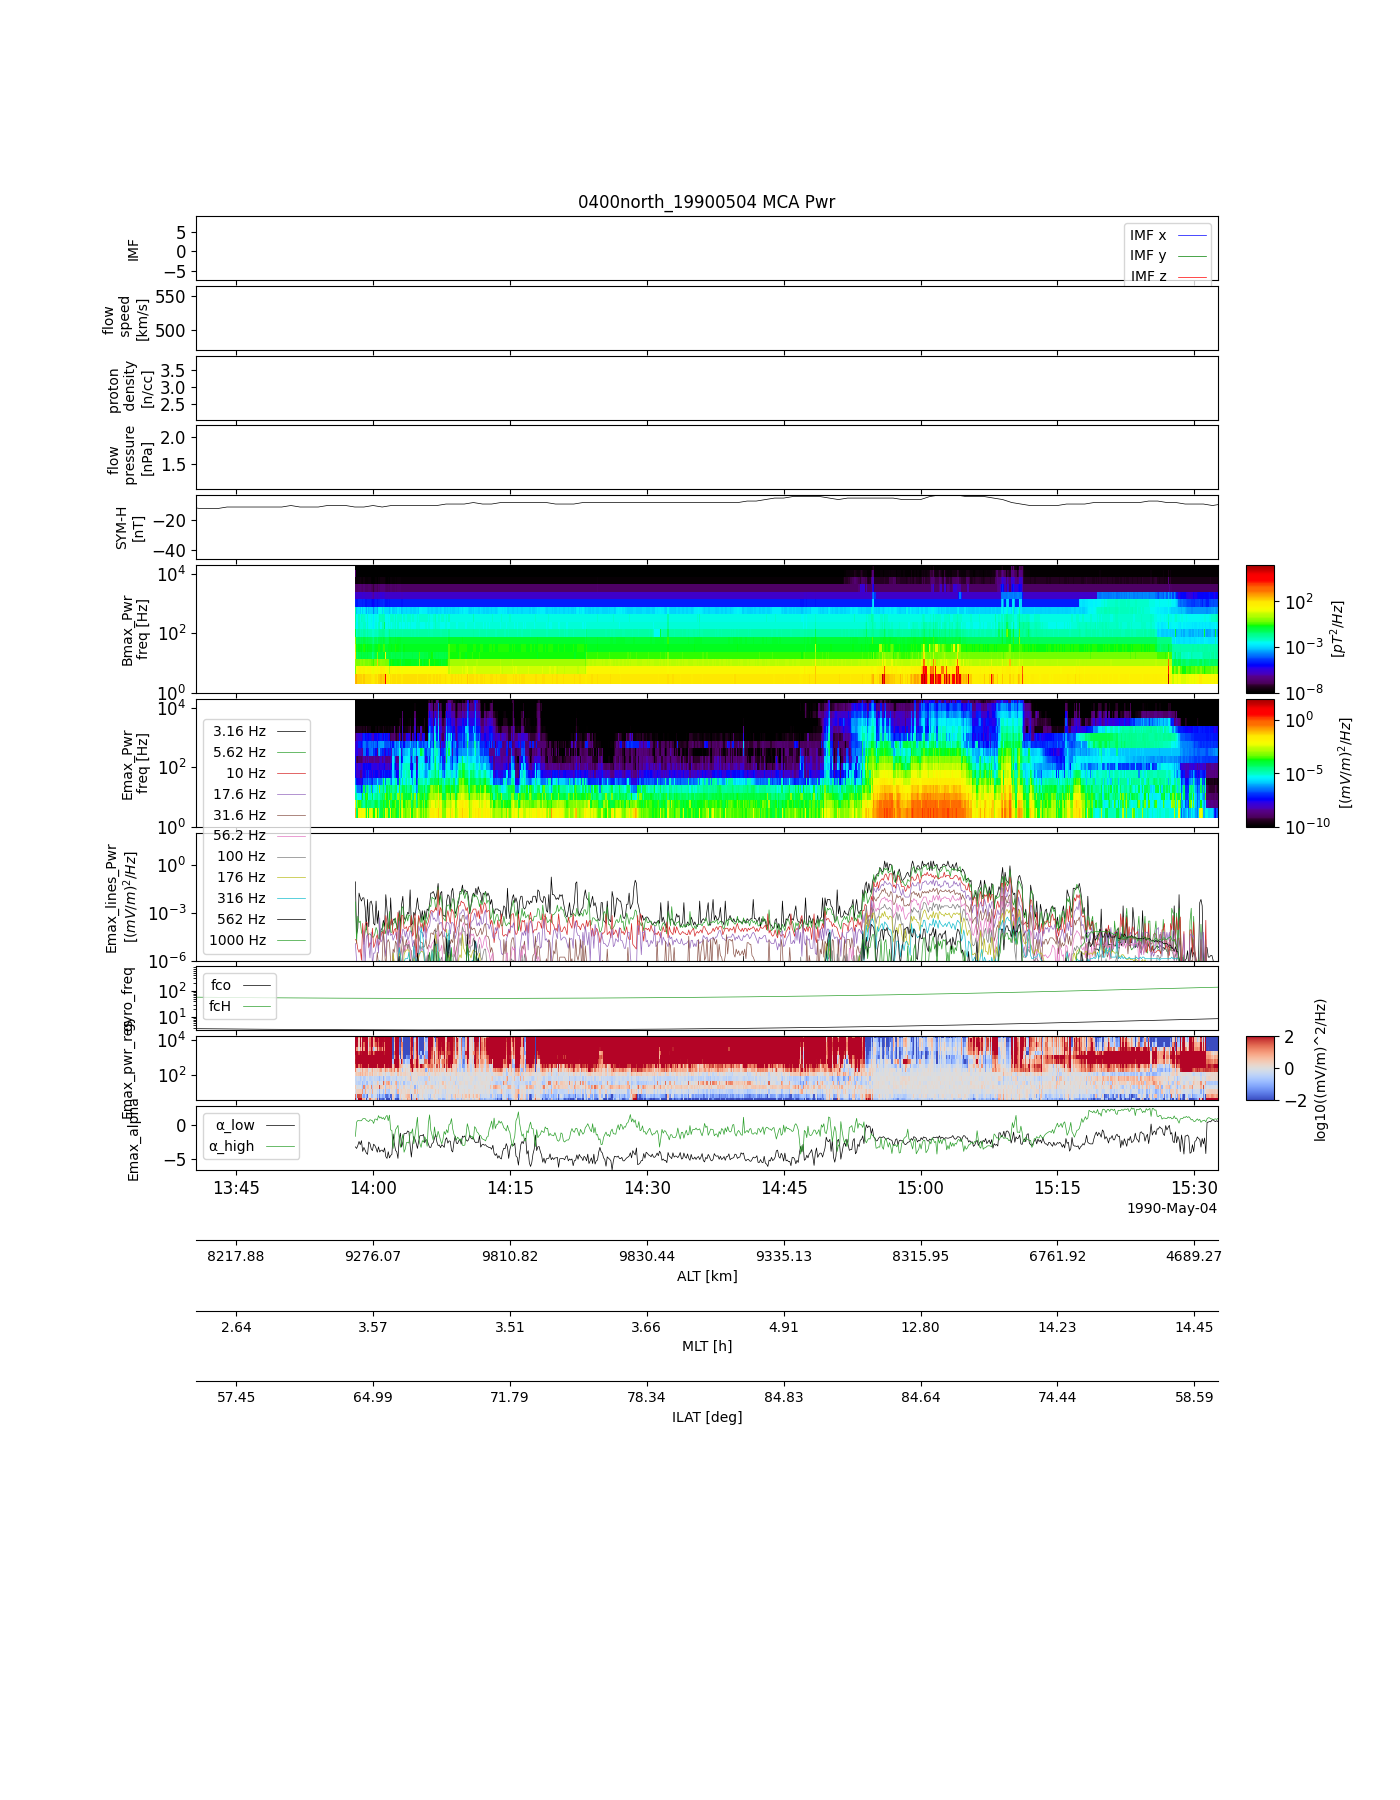 0400north_19900504 MCA Pwr
IMF
5
0
−5
IMF x
IMF y
IMF z
flow
speed
[km/s]
550
500
proton
density
[n/cc]
3.5
3.0
2.5
flow
pressure
[nPa]
2.0
1.5
SYM-H
[nT]
−20
−40
Bmax_Pwr
freq [Hz]
10^4
10^2
10^0
10^2
10^−3
10^−8
[pT^2/Hz]
Emax_Pwr
freq [Hz]
10^4
10^2
10^0
10^0
10^−5
10^−10
[(mV/m)^2/Hz]
3.16 Hz
5.62 Hz
10 Hz
17.6 Hz
31.6 Hz
56.2 Hz
100 Hz
176 Hz
316 Hz
562 Hz
1000 Hz
Emax_lines_Pwr
[(mV/m)^2/Hz]
10^0
10^−3
10^−6
gyro_freq
10^2
10^1
fco
fcH
Emax_pwr_reg
10^4
10^2
2
0
−2
log10((mV/m)^2/Hz)
Emax_alpha
0
−5
α_low
α_high
13:45 14:00 14:15 14:30 14:45 15:00 15:15 15:30
1990-May-04
8217.88 9276.07 9810.82 9830.44 9335.13 8315.95 6761.92 4689.27
ALT [km]
2.64 3.57 3.51 3.66 4.91 12.80 14.23 14.45
MLT [h]
57.45 64.99 71.79 78.34 84.83 84.64 74.44 58.59
ILAT [deg]